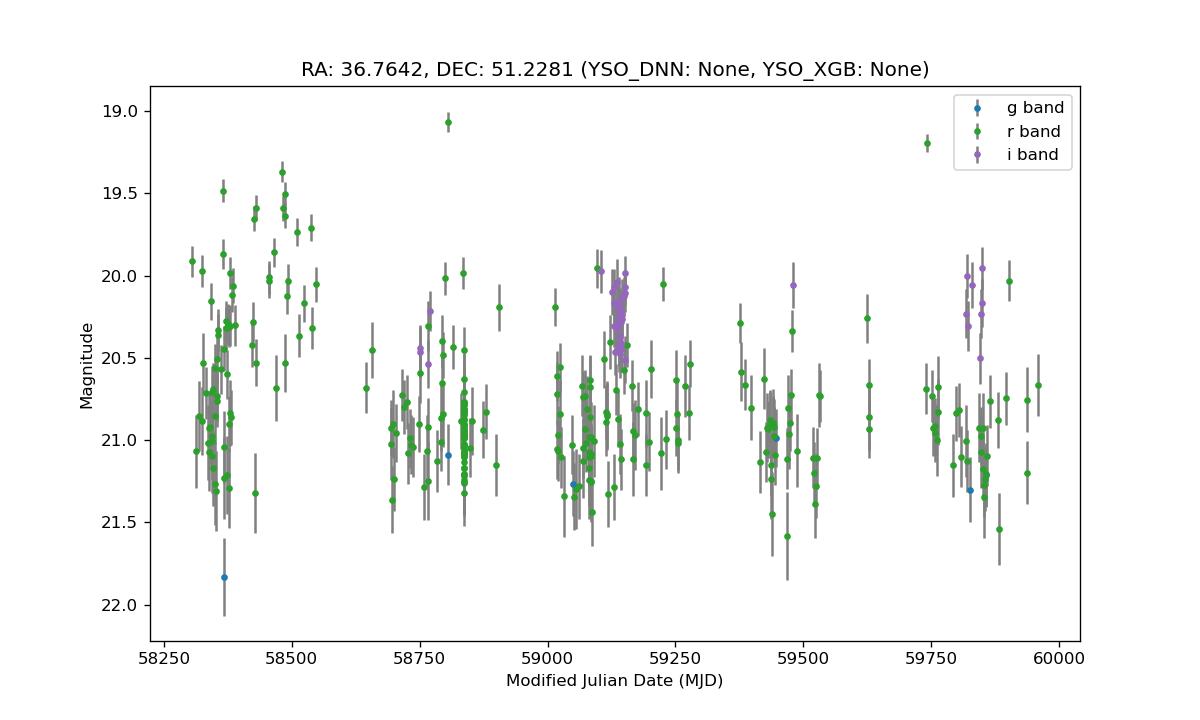 RA: 36.7642, DEC: 51.2281 (YSO_DNN: None, YSO_XGB: None)
g band
r band
i band
19.0
19.5
20.0
20.5
21.0
21.5
22.0
Magnitude
58250 58500 58750 59000 59250 59500 59750 60000
Modified Julian Date (MJD)